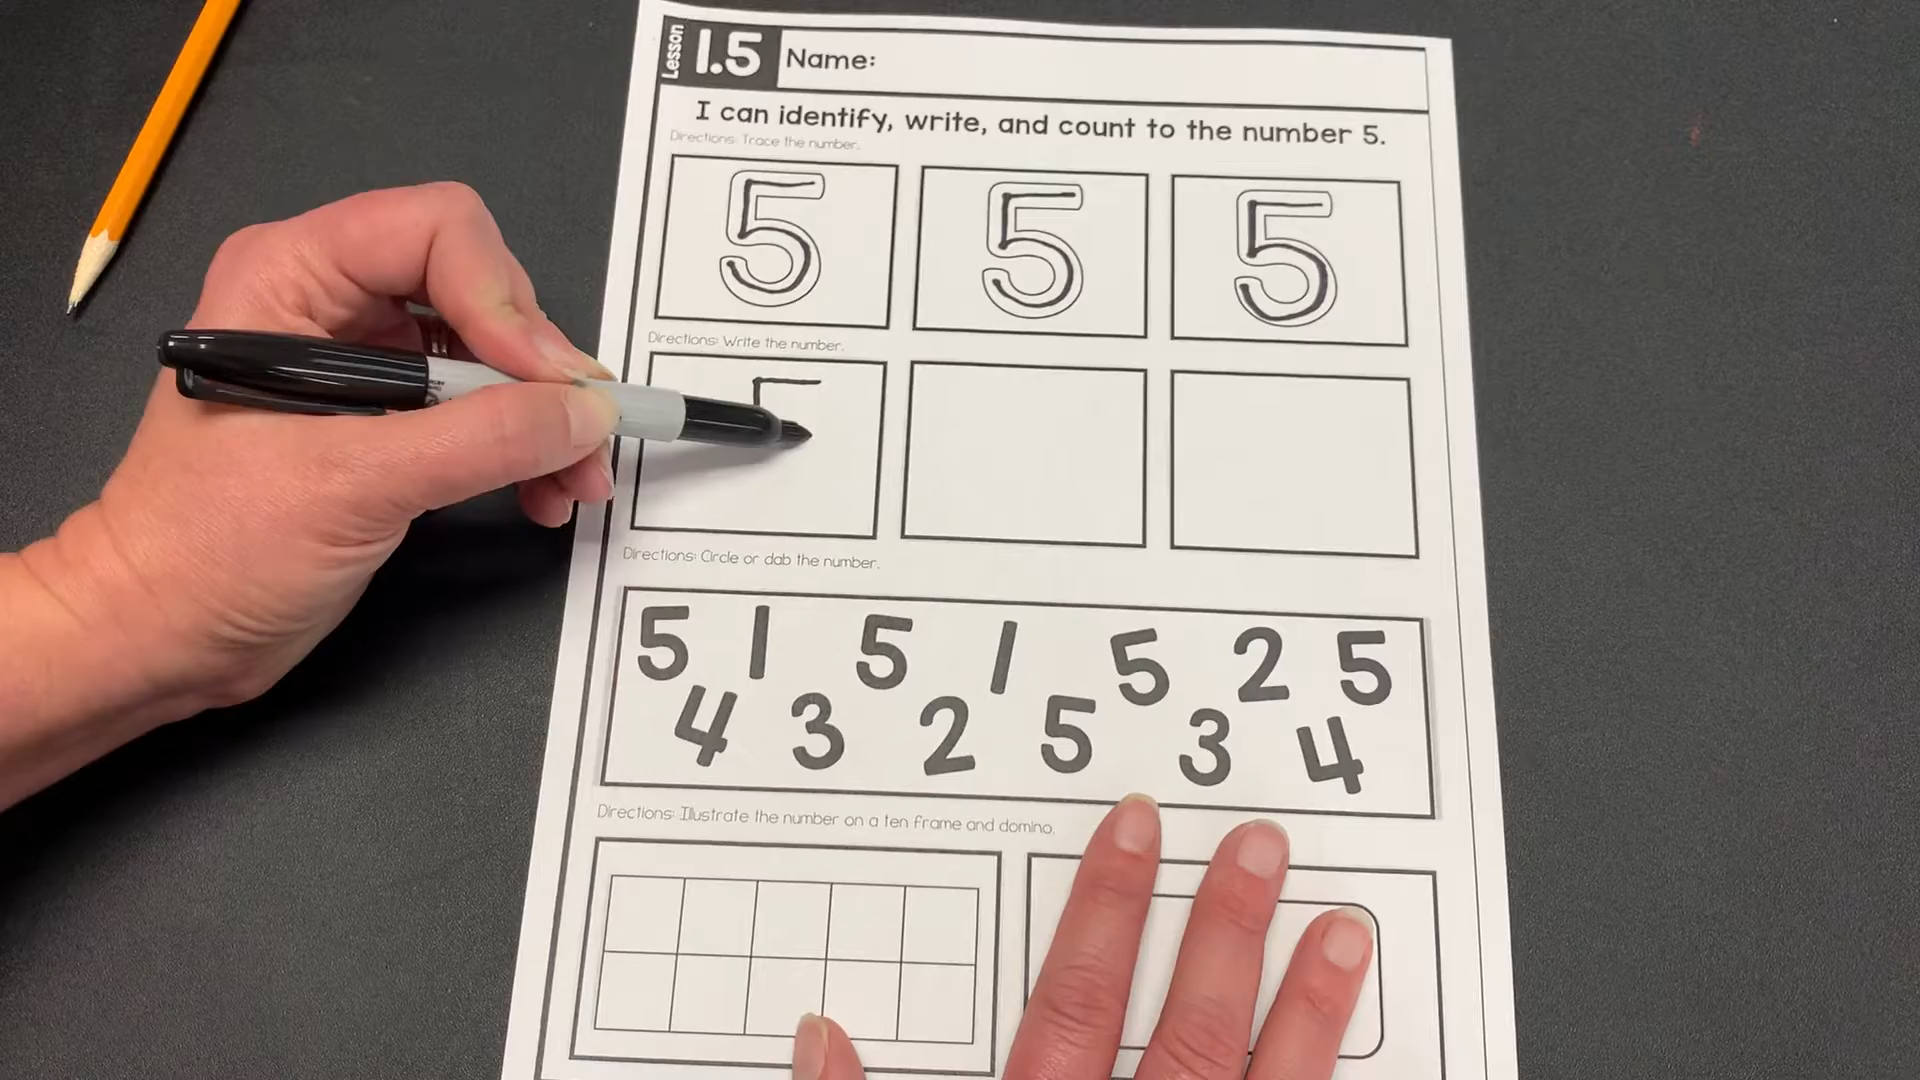 Lesson 1.5 Name:
I can identify, write, and count to the number 5.
Directions: Trace the number.
5 5 5
Directions: Write the number.
Directions: Circle or dab the number.
5 1 5 1 5 2 5
4 3 2 5 3 4
Directions: Illustrate the number on a ten frame and domino.